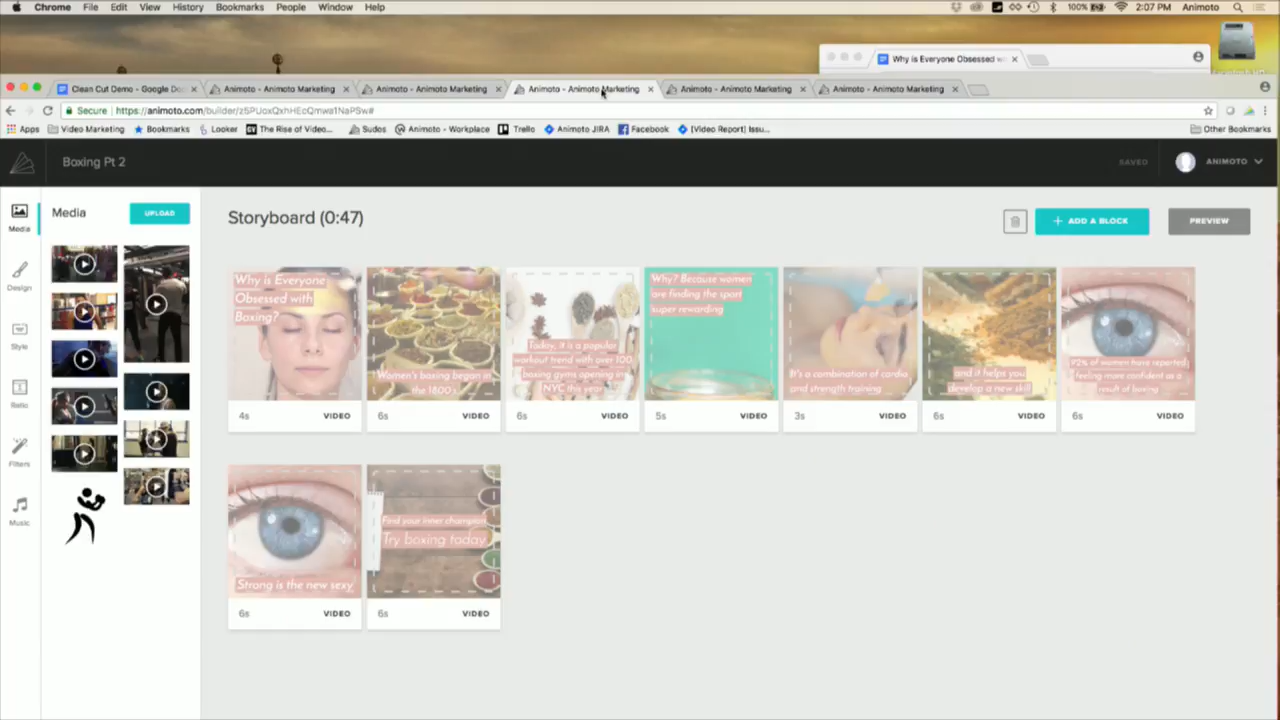 Chrome File Edit View History Bookmarks People Window Help
100% 2:07 PM Animoto
Why is Everyone Obsessed w
Clean Cut Demo - Google Do
Animoto - Animoto Marketing
Animoto - Animoto Marketing
Animoto - Animoto Marketing
Animoto - Animoto Marketing
Animoto - Animoto Marketing
Secure https://animoto.com/builder/z5PUoxQxhHEcQmws1NaPSw#
Apps Video Marketing Bookmarks Looker The Rise of Video... Sudos Animoto - Workplace Trello Animoto JIRA Facebook [Video Report] Issu... Other Bookmarks
Boxing Pt 2
SAVED
ANIMOTO
Media
UPLOAD
Media
Design
Style
Ratio
Filters
Music
Storyboard (0:47)
+ ADD A BLOCK
PREVIEW
Why is Everyone
Obsessed with
Boxing?
4s VIDEO
Women's boxing began in
the 1800s
6s VIDEO
Today, it is a popular
workout trend with over 100
boxing gyms opening in
NYC this year
6s VIDEO
Why? Because women
are finding the sport
super rewarding
5s VIDEO
It's a combination of cardio
and strength training
3s VIDEO
and it helps you
develop a new skill
6s VIDEO
92% of women have reported
feeling more confident as a
result of boxing
6s VIDEO
Strong is the new sexy
6s VIDEO
Find your inner champion
Try boxing today
6s VIDEO